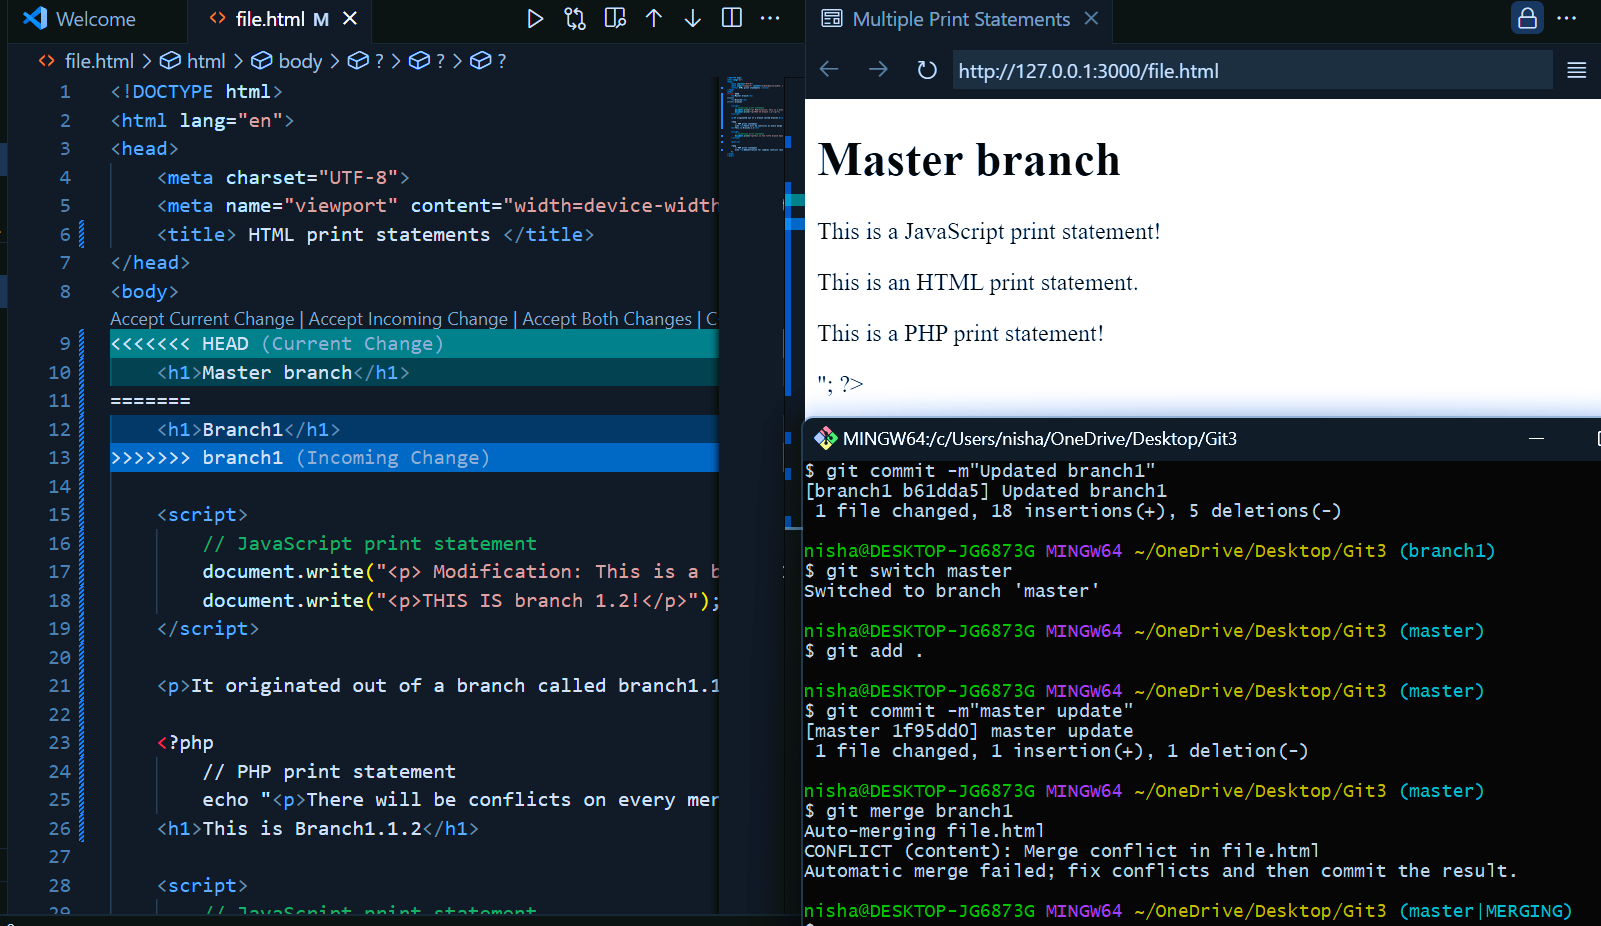 Welcome
file.html M
file.html > html > body > ? > ? > ?
1 <!DOCTYPE html>
2 <html lang="en">
3 <head>
4 <meta charset="UTF-8">
5 <meta name="viewport" content="width=device-width
6 <title> HTML print statements </title>
7 </head>
8 <body>
Accept Current Change | Accept Incoming Change | Accept Both Changes | C
9 <<<<<<< HEAD (Current Change)
10 <h1>Master branch</h1>
11 =======
12 <h1>Branch1</h1>
13 >>>>>>> branch1 (Incoming Change)
14
15 <script>
16 // JavaScript print statement
17 document.write("<p> Modification: This is a b
18 document.write("<p>THIS IS branch 1.2!</p>");
19 </script>
20
21 <p>It originated out of a branch called branch1.1
22
23 <?php
24 // PHP print statement
25 echo "<p>There will be conflicts on every mer
26 <h1>This is Branch1.1.2</h1>
27
28 <script>
29 // JavaScript print statement
Multiple Print Statements
http://127.0.0.1:3000/file.html
Master branch
This is a JavaScript print statement!
This is an HTML print statement.
This is a PHP print statement!
"; ?>
MINGW64:/c/Users/nisha/OneDrive/Desktop/Git3
$ git commit -m"Updated branch1"
[branch1 b61dda5] Updated branch1
1 file changed, 18 insertions(+), 5 deletions(-)
nisha@DESKTOP-JG6873G MINGW64 ~/OneDrive/Desktop/Git3 (branch1)
$ git switch master
Switched to branch 'master'
nisha@DESKTOP-JG6873G MINGW64 ~/OneDrive/Desktop/Git3 (master)
$ git add .
nisha@DESKTOP-JG6873G MINGW64 ~/OneDrive/Desktop/Git3 (master)
$ git commit -m"master update"
[master 1f95dd0] master update
1 file changed, 1 insertion(+), 1 deletion(-)
nisha@DESKTOP-JG6873G MINGW64 ~/OneDrive/Desktop/Git3 (master)
$ git merge branch1
Auto-merging file.html
CONFLICT (content): Merge conflict in file.html
Automatic merge failed; fix conflicts and then commit the result.
nisha@DESKTOP-JG6873G MINGW64 ~/OneDrive/Desktop/Git3 (master|MERGING)